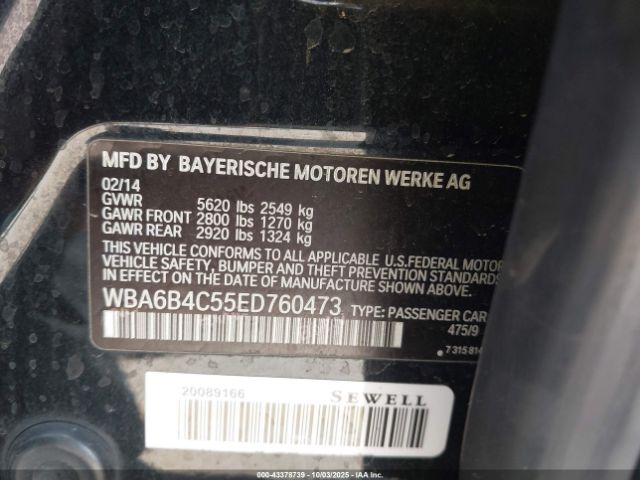 MFD BY BAYERISCHE MOTOREN WERKE AG
02/14
GVWR 5620 lbs 2549 kg
GAWR FRONT 2800 lbs 1270 kg
GAWR REAR 2920 lbs 1324 kg
THIS VEHICLE CONFORMS TO ALL APPLICABLE U.S.FEDERAL MOTOR
VEHICLE SAFETY, BUMPER AND THEFT PREVENTION STANDARDS
IN EFFECT ON THE DATE OF MANUFACTURE SHOWN ABOVE.
WBA6B4C55ED760473 TYPE: PASSENGER CAR
475/9
7 315 814
20089166 SEWELL
000-43378739 | 10/03/2025 | IAA Inc.